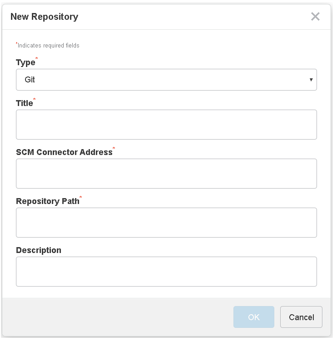 New Repository
*Indicates required fields
Type*
Git
Title*
SCM Connector Address*
Repository Path*
Description
OK Cancel